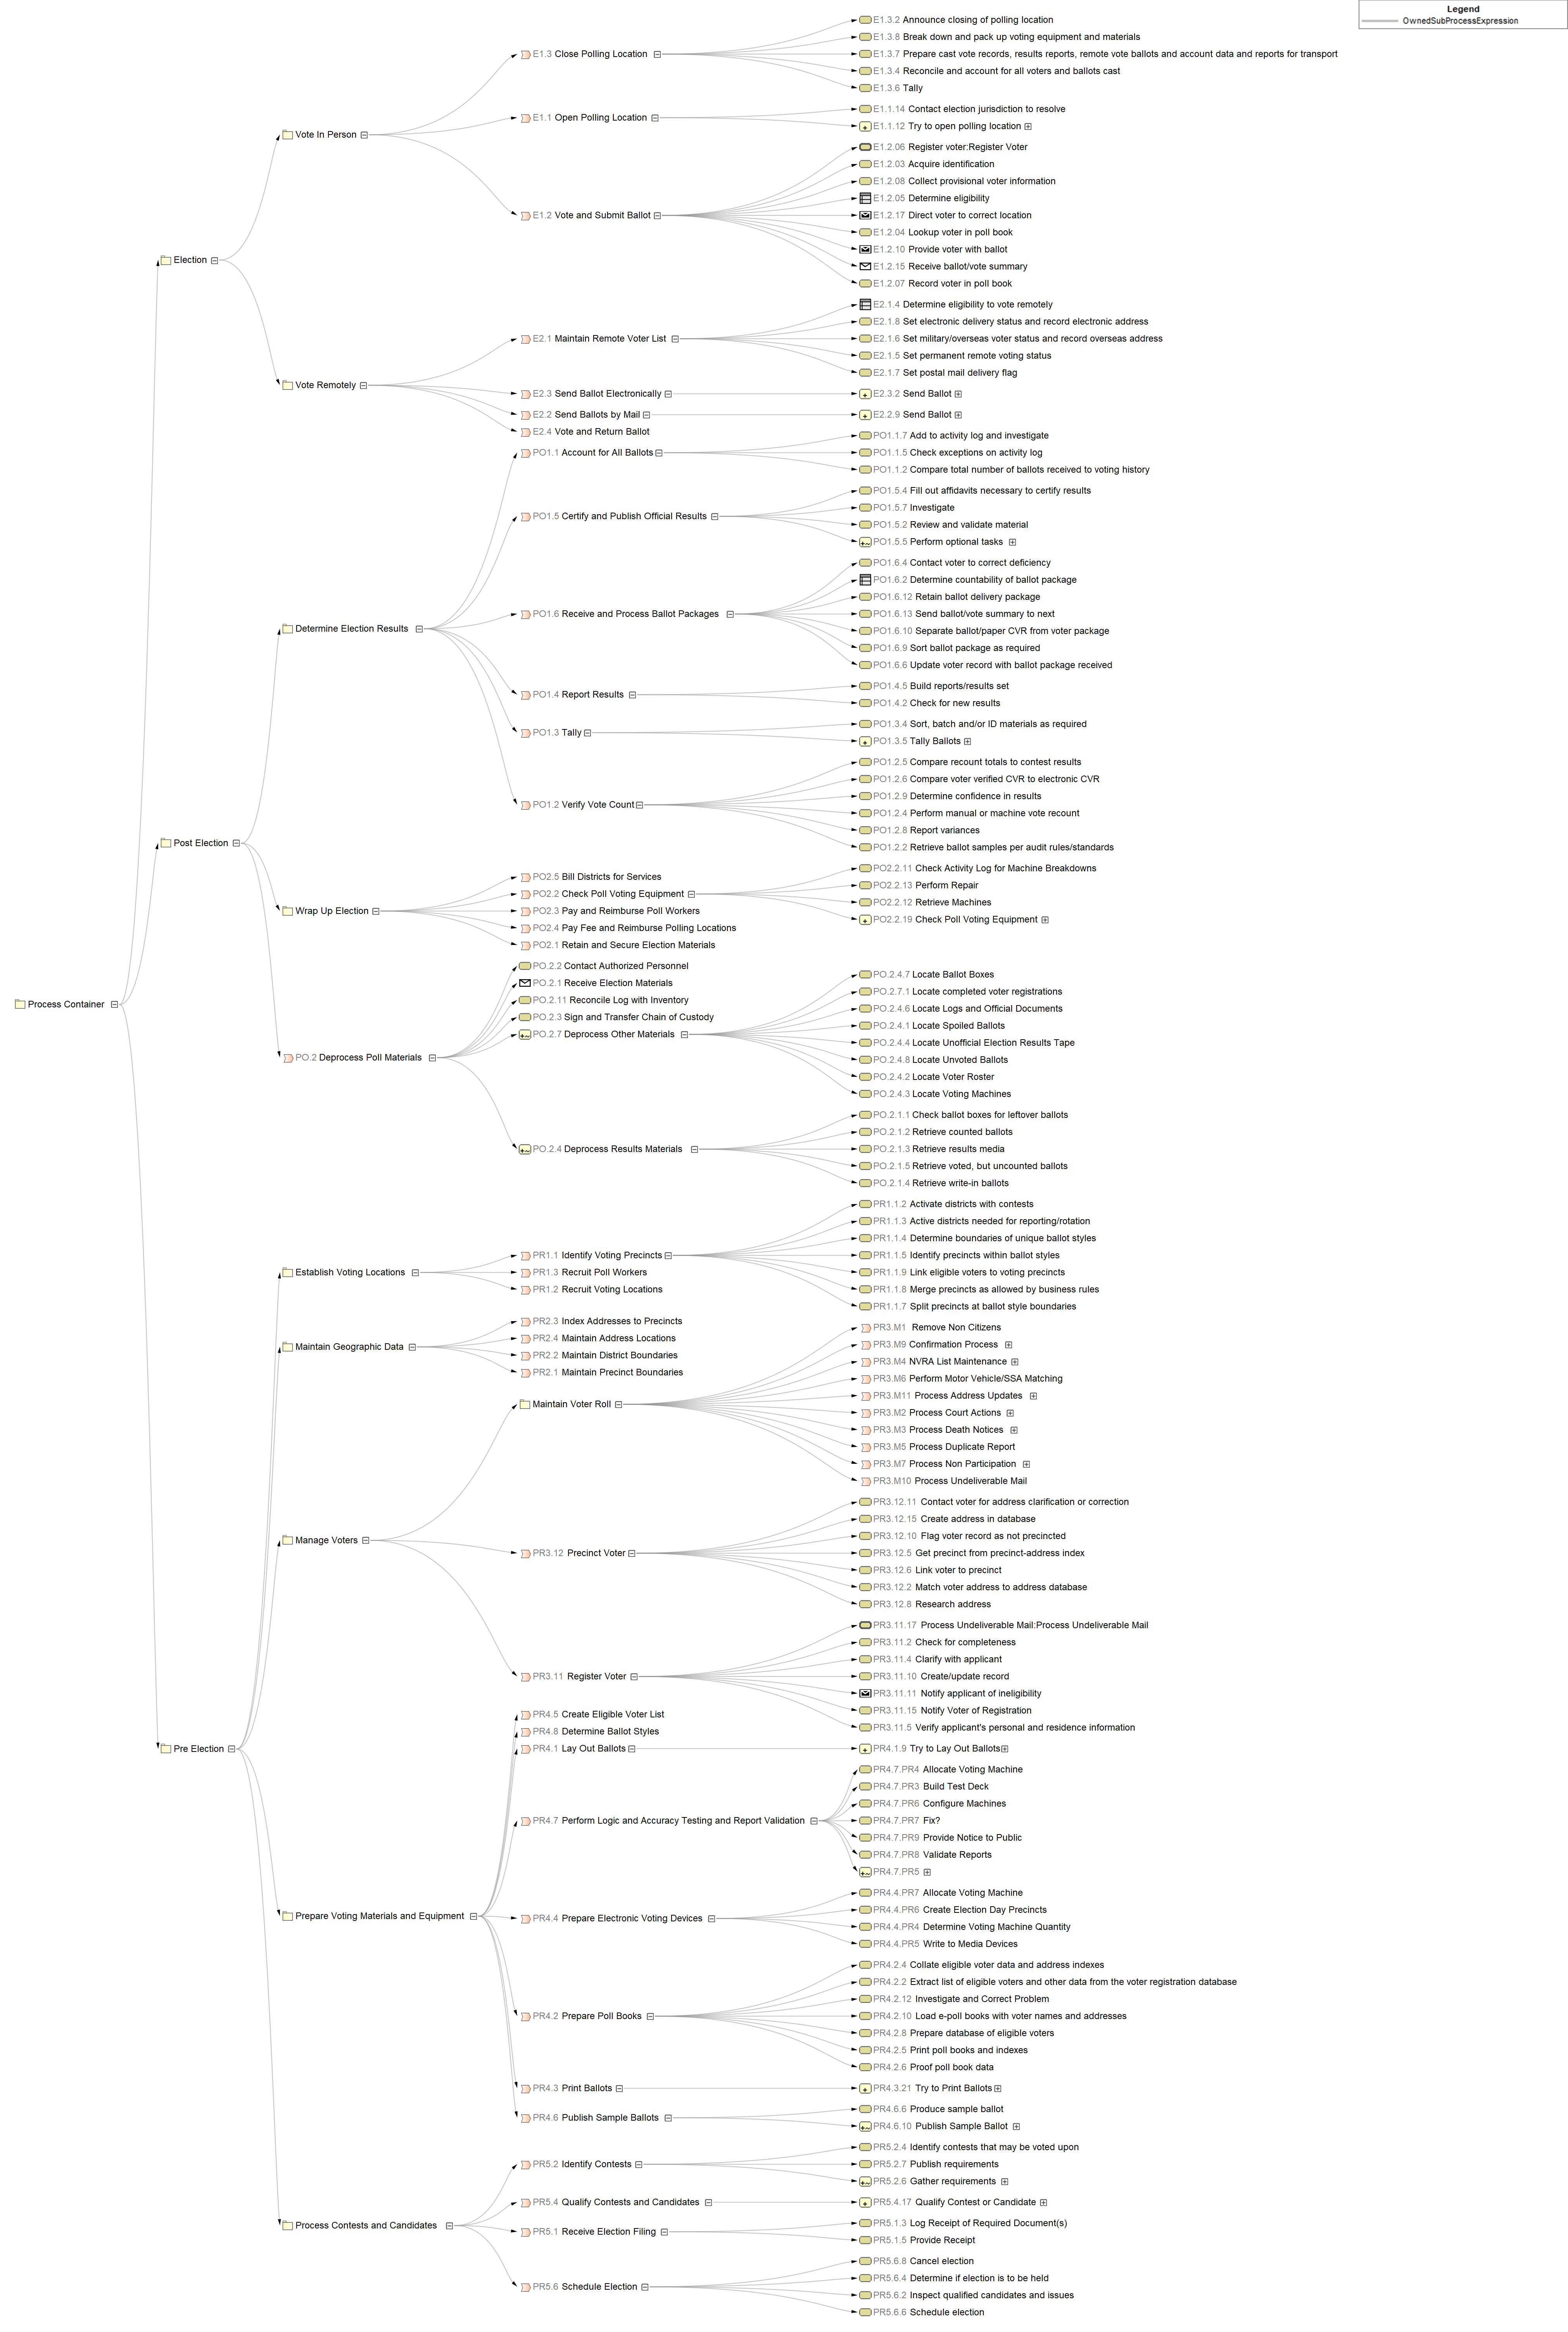 Legend
OwnedSubProcessExpression
E1.3.2 Announce closing of polling location
E1.3.8 Break down and pack up voting equipment and materials
E1.3 Close Polling Location
E1.3.7 Prepare cast vote records, results reports, remote vote ballots and account data and reports for transport
E1.3.4 Reconcile and account for all voters and ballots cast
E1.3.6 Tally
E1.1.14 Contact election jurisdiction to resolve
E1.1 Open Polling Location
E1.1.12 Try to open polling location
Vote In Person
E1.2.06 Register voter:Register Voter
E1.2.03 Acquire identification
E1.2.08 Collect provisional voter information
E1.2.05 Determine eligibility
E1.2 Vote and Submit Ballot
E1.2.17 Direct voter to correct location
E1.2.04 Lookup voter in poll book
E1.2.10 Provide voter with ballot
Election
E1.2.15 Receive ballot/vote summary
E1.2.07 Record voter in poll book
E2.1.4 Determine eligibility to vote remotely
E2.1.8 Set electronic delivery status and record electronic address
E2.1 Maintain Remote Voter List
E2.1.6 Set military/overseas voter status and record overseas address
E2.1.5 Set permanent remote voting status
E2.1.7 Set postal mail delivery flag
Vote Remotely
E2.3 Send Ballot Electronically
E2.3.2 Send Ballot
E2.2 Send Ballots by Mail
E2.2.9 Send Ballot
E2.4 Vote and Return Ballot
PO1.1.7 Add to activity log and investigate
PO1.1 Account for All Ballots
PO1.1.5 Check exceptions on activity log
PO1.1.2 Compare total number of ballots received to voting history
PO1.5.4 Fill out affidavits necessary to certify results
PO1.5.7 Investigate
PO1.5 Certify and Publish Official Results
PO1.5.2 Review and validate material
PO1.5.5 Perform optional tasks
PO1.6.4 Contact voter to correct deficiency
PO1.6.2 Determine countability of ballot package
PO1.6.12 Retain ballot delivery package
PO1.6 Receive and Process Ballot Packages
PO1.6.13 Send ballot/vote summary to next
Determine Election Results
PO1.6.10 Separate ballot/paper CVR from voter package
PO1.6.9 Sort ballot package as required
PO1.6.6 Update voter record with ballot package received
PO1.4.5 Build reports/results set
PO1.4 Report Results
PO1.4.2 Check for new results
PO1.3.4 Sort, batch and/or ID materials as required
PO1.3 Tally
PO1.3.5 Tally Ballots
PO1.2.5 Compare recount totals to contest results
PO1.2.6 Compare voter verified CVR to electronic CVR
PO1.2.9 Determine confidence in results
PO1.2 Verify Vote Count
PO1.2.4 Perform manual or machine vote recount
PO1.2.8 Report variances
Post Election
PO1.2.2 Retrieve ballot samples per audit rules/standards
PO2.2.11 Check Activity Log for Machine Breakdowns
PO2.5 Bill Districts for Services
PO2.2.13 Perform Repair
PO2.2 Check Poll Voting Equipment
PO2.2.12 Retrieve Machines
Wrap Up Election
PO2.3 Pay and Reimburse Poll Workers
PO2.2.19 Check Poll Voting Equipment
PO2.4 Pay Fee and Reimburse Polling Locations
PO2.1 Retain and Secure Election Materials
PO.2.2 Contact Authorized Personnel
PO.2.4.7 Locate Ballot Boxes
PO.2.1 Receive Election Materials
PO.2.7.1 Locate completed voter registrations
PO.2.11 Reconcile Log with Inventory
Process Container
PO.2.4.6 Locate Logs and Official Documents
PO.2.3 Sign and Transfer Chain of Custody
PO.2.4.1 Locate Spoiled Ballots
PO.2.7 Deprocess Other Materials
PO.2.4.4 Locate Unofficial Election Results Tape
PO.2 Deprocess Poll Materials
PO.2.4.8 Locate Unvoted Ballots
PO.2.4.2 Locate Voter Roster
PO.2.4.3 Locate Voting Machines
PO.2.1.1 Check ballot boxes for leftover ballots
PO.2.1.2 Retrieve counted ballots
PO.2.4 Deprocess Results Materials
PO.2.1.3 Retrieve results media
PO.2.1.5 Retrieve voted, but uncounted ballots
PO.2.1.4 Retrieve write-in ballots
PR1.1.2 Activate districts with contests
PR1.1.3 Active districts needed for reporting/rotation
PR1.1.4 Determine boundaries of unique ballot styles
PR1.1 Identify Voting Precincts
PR1.1.5 Identify precincts within ballot styles
Establish Voting Locations
PR1.3 Recruit Poll Workers
PR1.1.9 Link eligible voters to voting precincts
PR1.2 Recruit Voting Locations
PR1.1.8 Merge precincts as allowed by business rules
PR1.1.7 Split precincts at ballot style boundaries
PR2.3 Index Addresses to Precincts
PR3.M1 Remove Non Citizens
PR2.4 Maintain Address Locations
PR3.M9 Confirmation Process
Maintain Geographic Data
PR2.2 Maintain District Boundaries
PR3.M4 NVRA List Maintenance
PR2.1 Maintain Precinct Boundaries
PR3.M6 Perform Motor Vehicle/SSA Matching
PR3.M11 Process Address Updates
Maintain Voter Roll
PR3.M2 Process Court Actions
PR3.M3 Process Death Notices
PR3.M5 Process Duplicate Report
PR3.M7 Process Non Participation
PR3.M10 Process Undeliverable Mail
PR3.12.11 Contact voter for address clarification or correction
PR3.12.15 Create address in database
PR3.12.10 Flag voter record as not precincted
Manage Voters
PR3.12 Precinct Voter
PR3.12.5 Get precinct from precinct-address index
PR3.12.6 Link voter to precinct
PR3.12.2 Match voter address to address database
PR3.12.8 Research address
PR3.11.17 Process Undeliverable Mail:Process Undeliverable Mail
PR3.11.2 Check for completeness
PR3.11.4 Clarify with applicant
PR3.11 Register Voter
PR3.11.10 Create/update record
PR3.11.11 Notify applicant of ineligibility
PR3.11.15 Notify Voter of Registration
PR4.5 Create Eligible Voter List
PR3.11.5 Verify applicant's personal and residence information
PR4.8 Determine Ballot Styles
Pre Election
PR4.1 Lay Out Ballots
PR4.1.9 Try to Lay Out Ballots
PR4.7.PR4 Allocate Voting Machine
PR4.7.PR3 Build Test Deck
PR4.7.PR6 Configure Machines
PR4.7 Perform Logic and Accuracy Testing and Report Validation
PR4.7.PR7 Fix?
PR4.7.PR9 Provide Notice to Public
PR4.7.PR8 Validate Reports
PR4.7.PR5
PR4.4.PR7 Allocate Voting Machine
PR4.4.PR6 Create Election Day Precincts
Prepare Voting Materials and Equipment
PR4.4 Prepare Electronic Voting Devices
PR4.4.PR4 Determine Voting Machine Quantity
PR4.4.PR5 Write to Media Devices
PR4.2.4 Collate eligible voter data and address indexes
PR4.2.2 Extract list of eligible voters and other data from the voter registration database
PR4.2.12 Investigate and Correct Problem
PR4.2 Prepare Poll Books
PR4.2.10 Load e-poll books with voter names and addresses
PR4.2.8 Prepare database of eligible voters
PR4.2.5 Print poll books and indexes
PR4.2.6 Proof poll book data
PR4.3 Print Ballots
PR4.3.21 Try to Print Ballots
PR4.6.6 Produce sample ballot
PR4.6 Publish Sample Ballots
PR4.6.10 Publish Sample Ballot
PR5.2.4 Identify contests that may be voted upon
PR5.2 Identify Contests
PR5.2.7 Publish requirements
PR5.2.6 Gather requirements
PR5.4 Qualify Contests and Candidates
PR5.4.17 Qualify Contest or Candidate
Process Contests and Candidates
PR5.1.3 Log Receipt of Required Document(s)
PR5.1 Receive Election Filing
PR5.1.5 Provide Receipt
PR5.6.8 Cancel election
PR5.6.4 Determine if election is to be held
PR5.6 Schedule Election
PR5.6.2 Inspect qualified candidates and issues
PR5.6.6 Schedule election